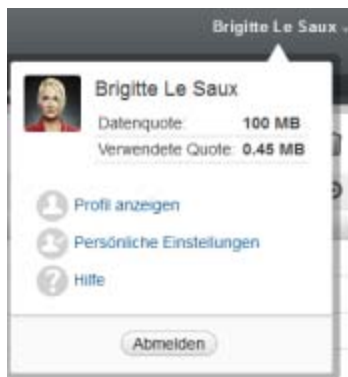 Brigitte Le Saux
Brigitte Le Saux
Datenquote: 100 MB
Verwendete Quote: 0,45 MB
Profil anzeigen
Persönliche Einstellungen
Hilfe
Abmelden